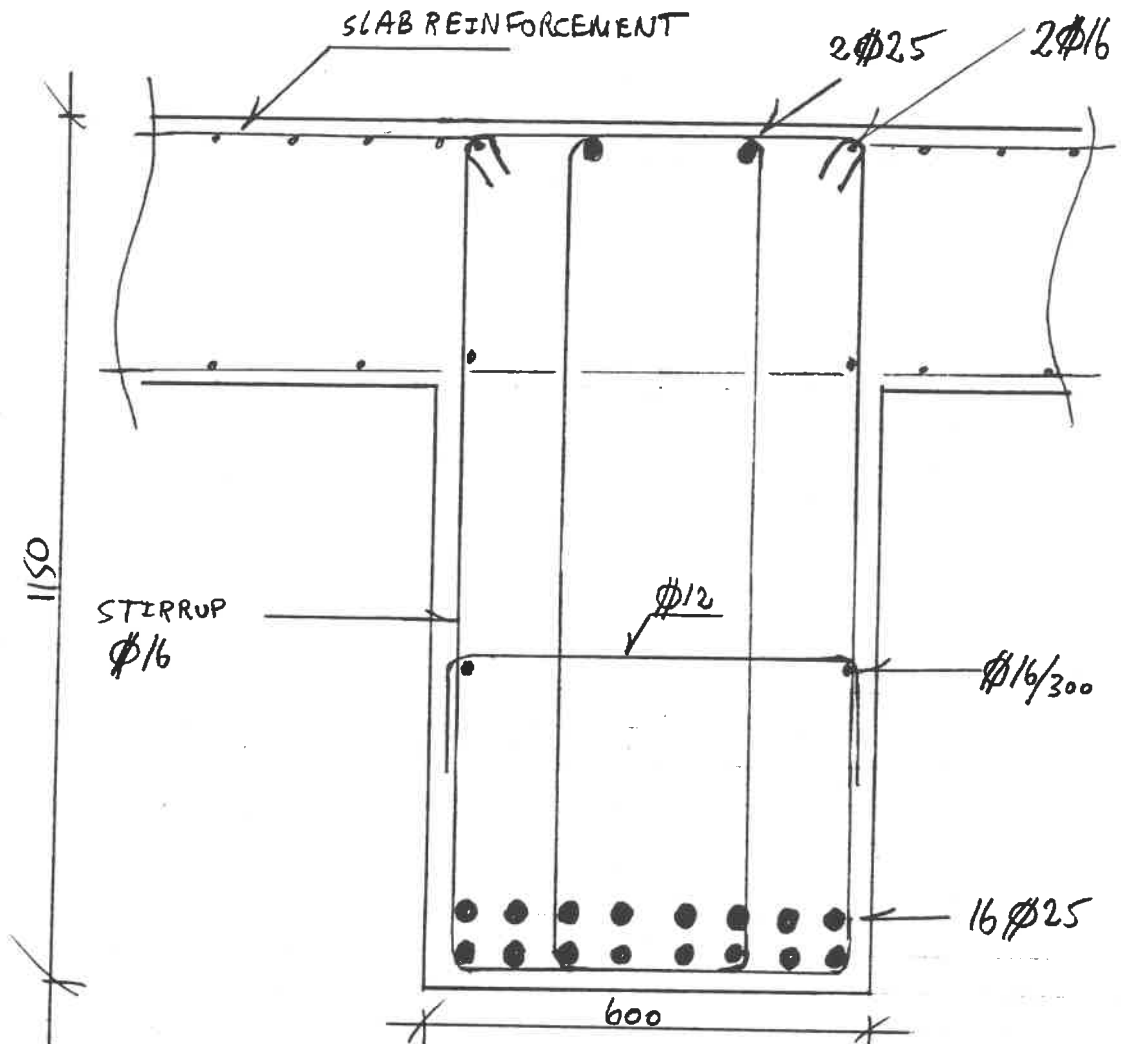 SLAB REINFORCEMENT
2Ø25
2Ø16
1150
STIRRUP
Ø16
Ø12
Ø16/300
16Ø25
600